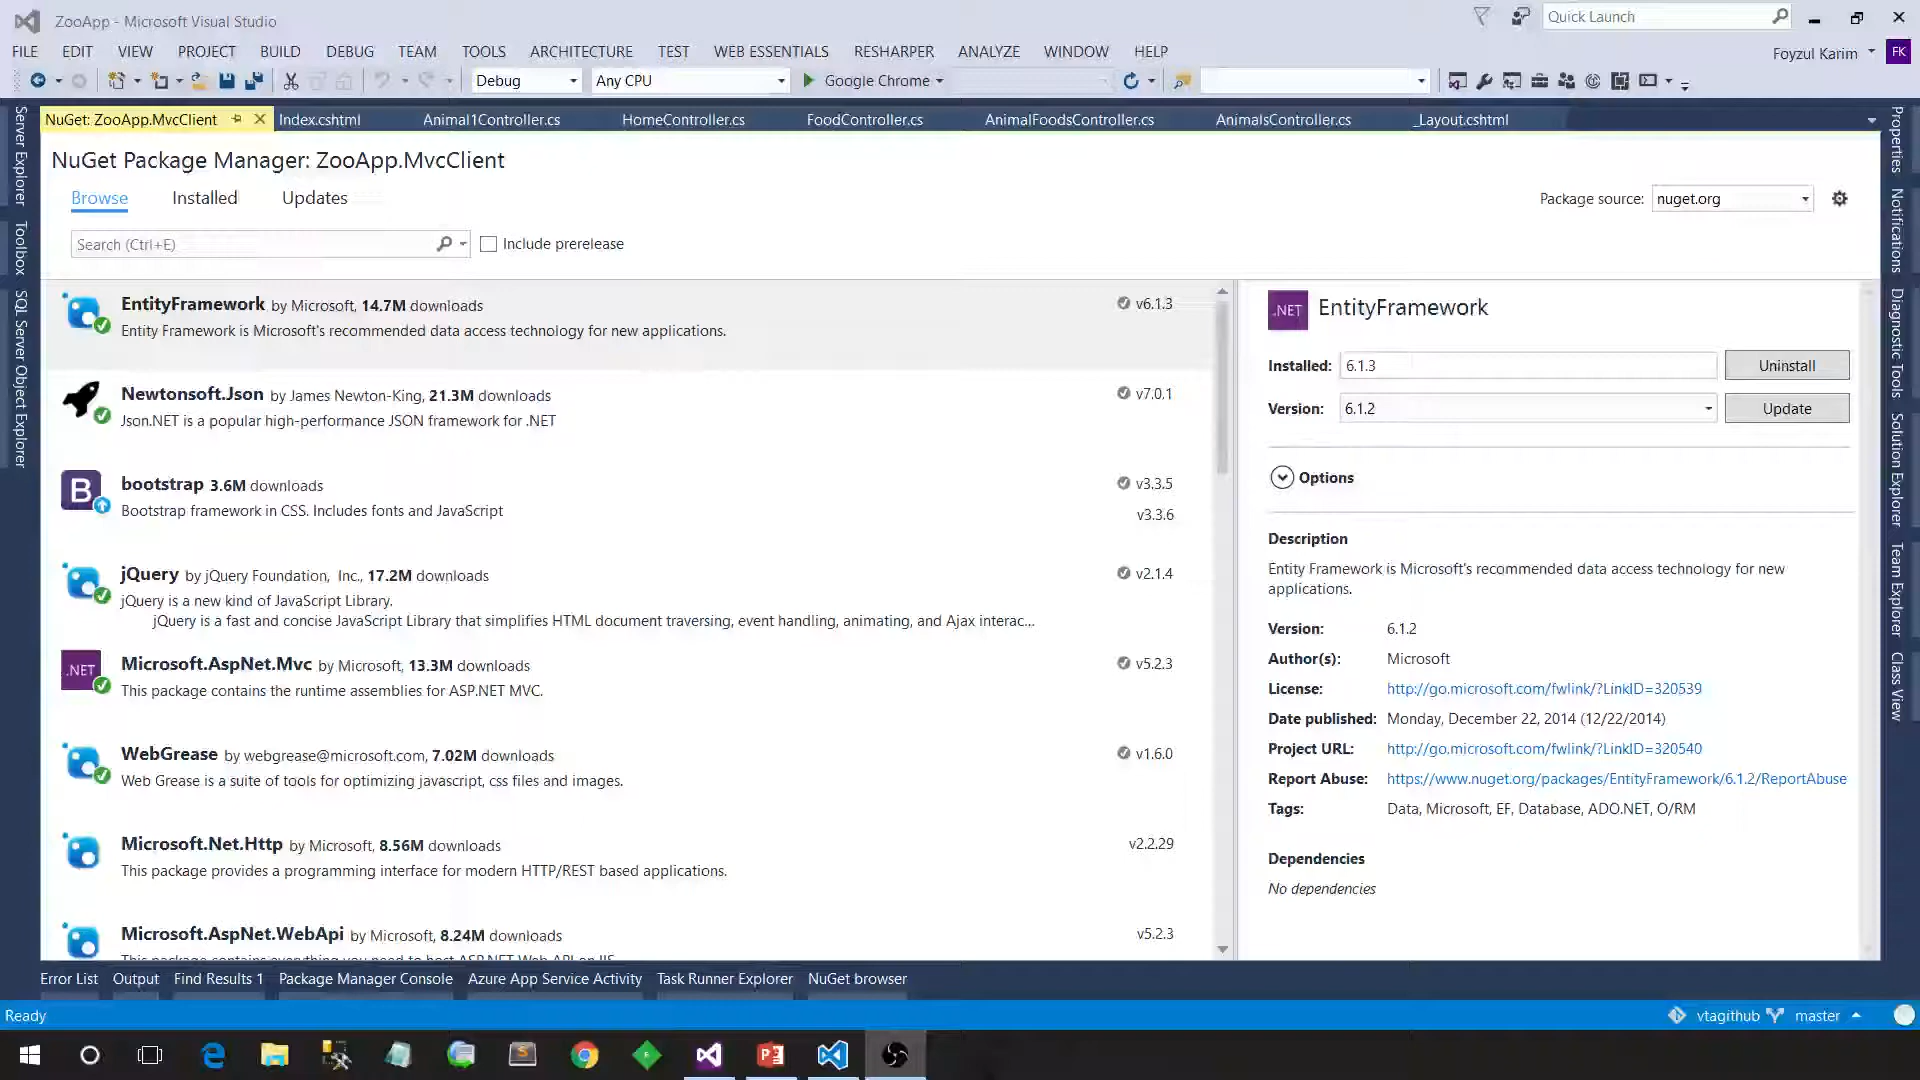 ZooApp - Microsoft Visual Studio
Quick Launch
FILE EDIT VIEW PROJECT BUILD DEBUG TEAM TOOLS ARCHITECTURE TEST WEB ESSENTIALS RESHARPER ANALYZE WINDOW HELP
Foyzul Karim FK
Debug Any CPU Google Chrome
NuGet: ZooApp.MvcClient Index.cshtml Animal1Controller.cs HomeController.cs FoodController.cs AnimalFoodsController.cs AnimalsController.cs _Layout.cshtml
Server Explorer
Toolbox
SQL Server Object Explorer
NuGet Package Manager: ZooApp.MvcClient
Browse Installed Updates
Package source: nuget.org
Search (Ctrl+E)
Include prerelease
EntityFramework by Microsoft, 14.7M downloads v6.1.3
Entity Framework is Microsoft's recommended data access technology for new applications.
Newtonsoft.Json by James Newton-King, 21.3M downloads v7.0.1
Json.NET is a popular high-performance JSON framework for .NET
B
bootstrap 3.6M downloads v3.3.5
Bootstrap framework in CSS. Includes fonts and JavaScript v3.3.6
jQuery by jQuery Foundation, Inc., 17.2M downloads v2.1.4
jQuery is a new kind of JavaScript Library.
jQuery is a fast and concise JavaScript Library that simplifies HTML document traversing, event handling, animating, and Ajax interac...
.NET
Microsoft.AspNet.Mvc by Microsoft, 13.3M downloads v5.2.3
This package contains the runtime assemblies for ASP.NET MVC.
WebGrease by webgrease@microsoft.com, 7.02M downloads v1.6.0
Web Grease is a suite of tools for optimizing javascript, css files and images.
Microsoft.Net.Http by Microsoft, 8.56M downloads v2.2.29
This package provides a programming interface for modern HTTP/REST based applications.
Microsoft.AspNet.WebApi by Microsoft, 8.24M downloads v5.2.3
This package contains everything you need to host ASP.NET Web API on IIS.
.NET EntityFramework
Installed: 6.1.3 Uninstall
Version: 6.1.2 Update
Options
Description
Entity Framework is Microsoft's recommended data access technology for new
applications.
Version: 6.1.2
Author(s): Microsoft
License: http://go.microsoft.com/fwlink/?LinkID=320539
Date published: Monday, December 22, 2014 (12/22/2014)
Project URL: http://go.microsoft.com/fwlink/?LinkID=320540
Report Abuse: https://www.nuget.org/packages/EntityFramework/6.1.2/ReportAbuse
Tags: Data, Microsoft, EF, Database, ADO.NET, O/RM
Dependencies
No dependencies
Properties
Notifications
Diagnostic Tools
Solution Explorer
Team Explorer
Class View
Error List Output Find Results 1 Package Manager Console Azure App Service Activity Task Runner Explorer NuGet browser
Ready
vtagithub master